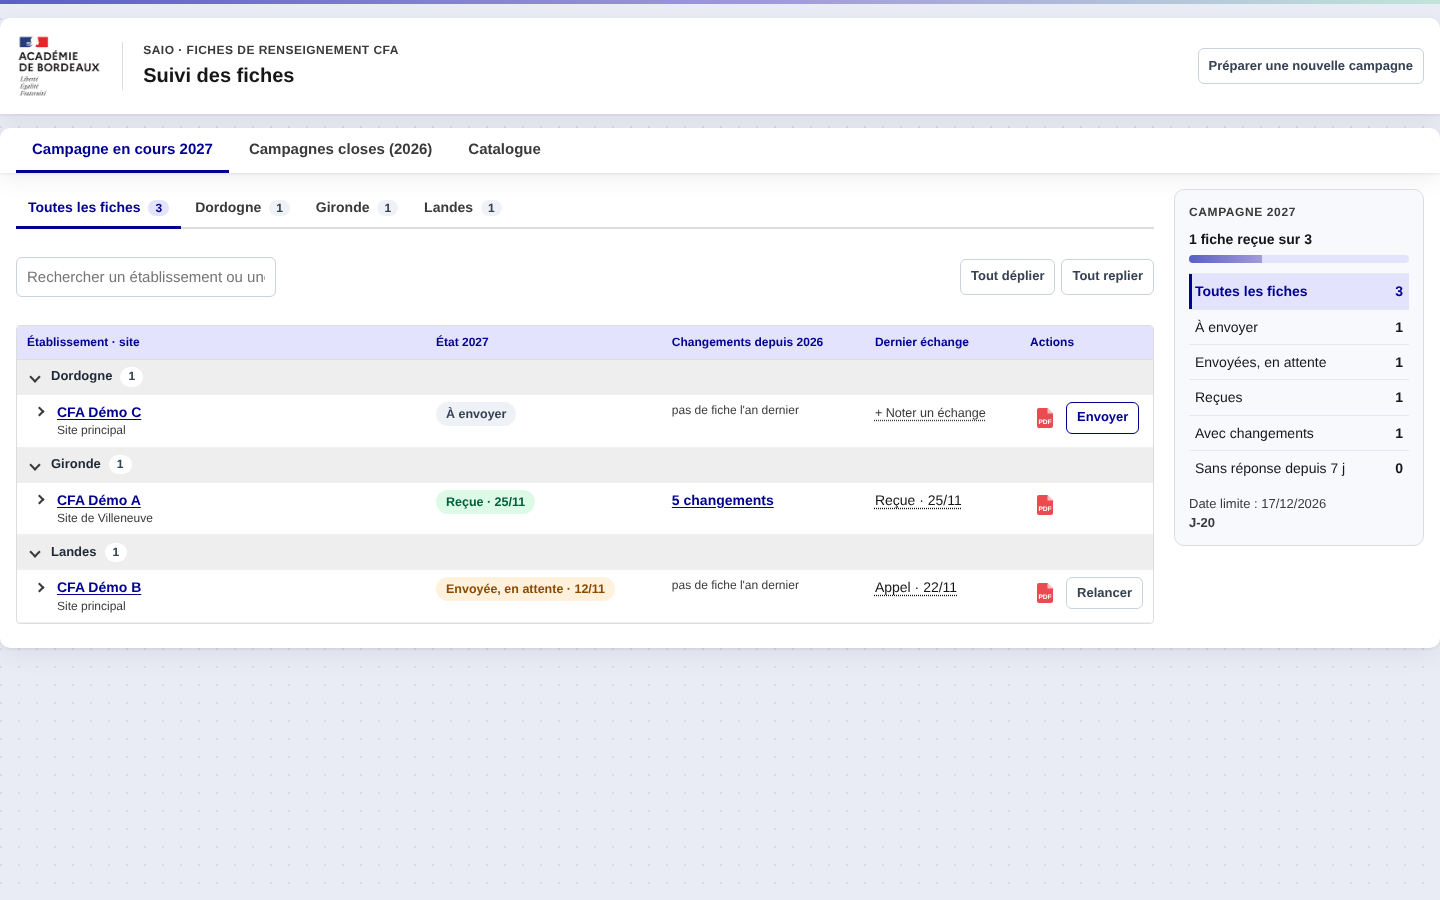 ACADÉMIE
DE BORDEAUX
Liberté
Égalité
Fraternité
SAIO · FICHES DE RENSEIGNEMENT CFA
Suivi des fiches
Préparer une nouvelle campagne
Campagne en cours 2027
Campagnes closes (2026)
Catalogue
Toutes les fiches 3
Dordogne 1
Gironde 1
Landes 1
Rechercher un établissement ou un
Tout déplier
Tout replier
Établissement · site
État 2027
Changements depuis 2026
Dernier échange
Actions
Dordogne 1
CFA Démo C
Site principal
À envoyer
pas de fiche l'an dernier
+ Noter un échange
PDF
Envoyer
Gironde 1
CFA Démo A
Site de Villeneuve
Reçue · 25/11
5 changements
Reçue · 25/11
PDF
Landes 1
CFA Démo B
Site principal
Envoyée, en attente · 12/11
pas de fiche l'an dernier
Appel · 22/11
PDF
Relancer
CAMPAGNE 2027
1 fiche reçue sur 3
Toutes les fiches 3
À envoyer 1
Envoyées, en attente 1
Reçues 1
Avec changements 1
Sans réponse depuis 7 j 0
Date limite : 17/12/2026
J-20